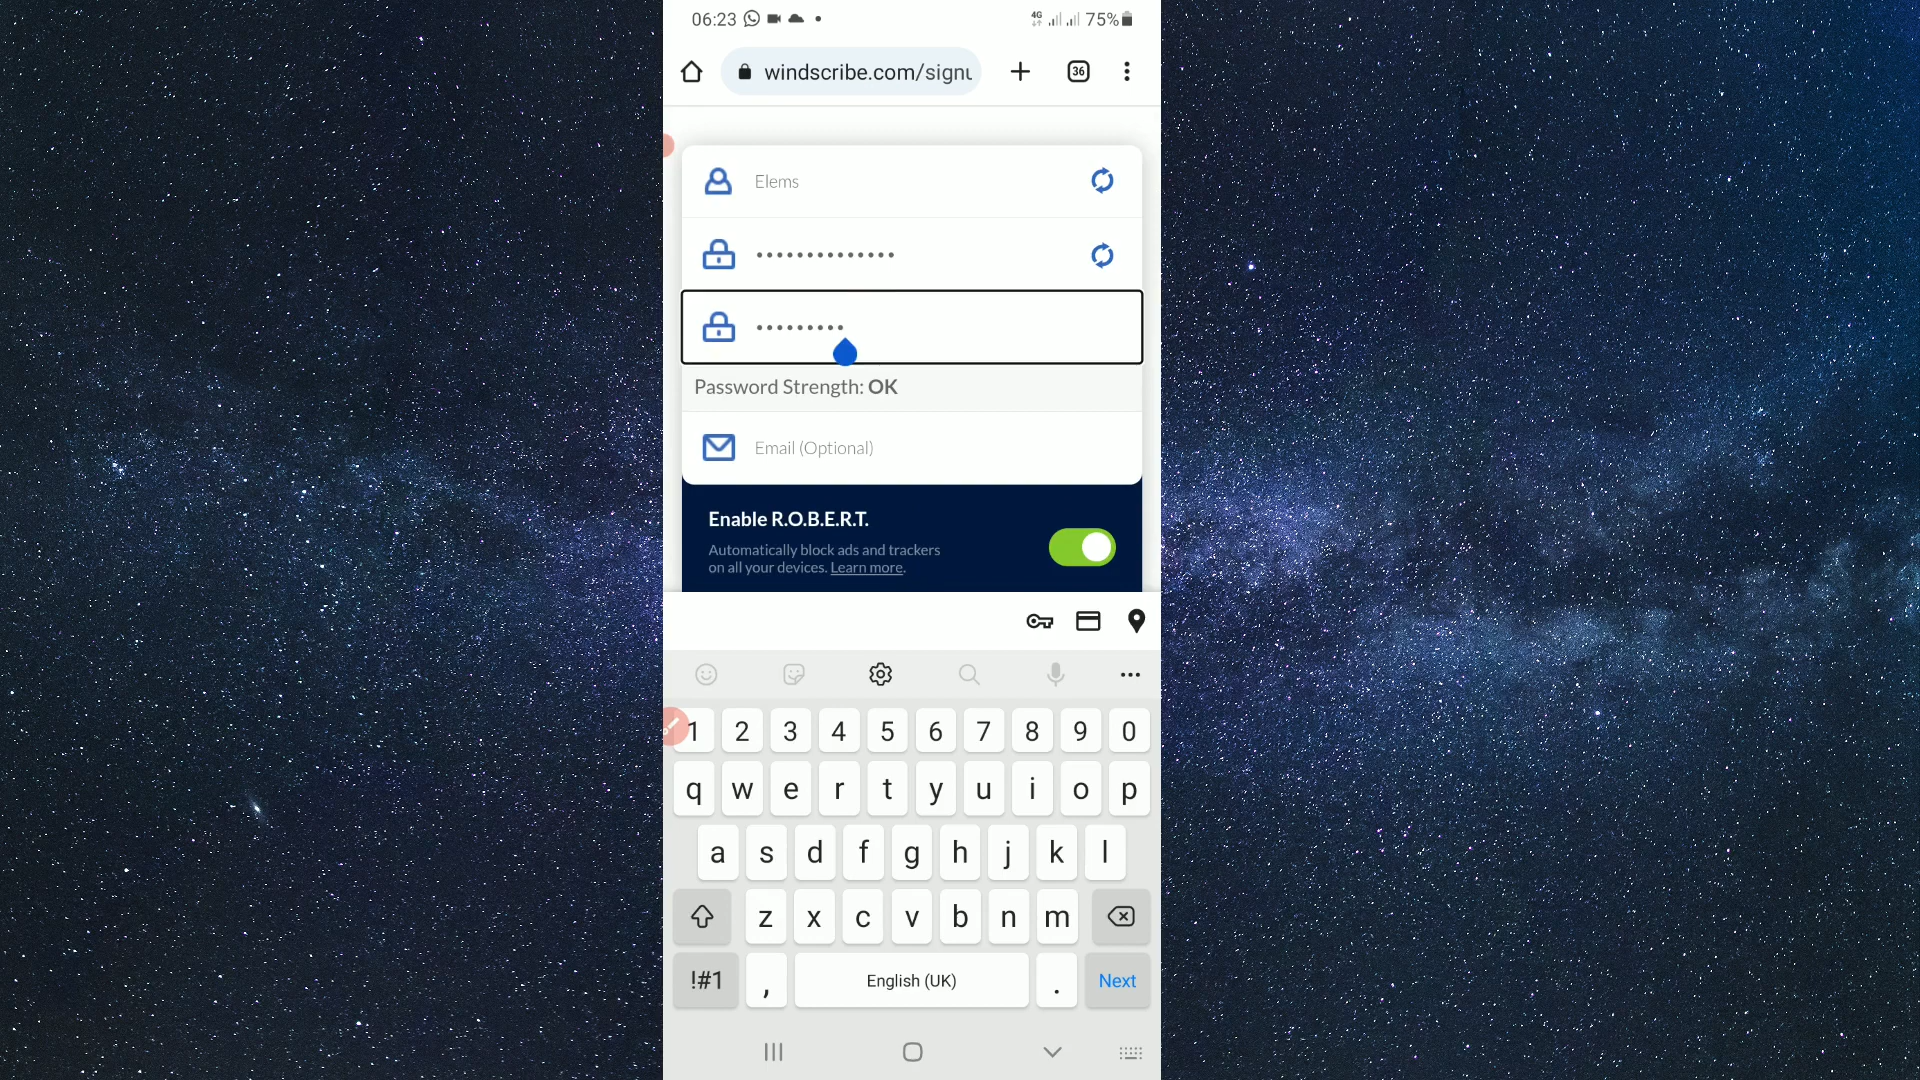 06:23
4G 75%
windscribe.com/signu
36
Elems
••••••••••••••
•••••••••
Password Strength: OK
Email (Optional)
Enable R.O.B.E.R.T.
Automatically block ads and trackers
on all your devices. Learn more.
1 2 3 4 5 6 7 8 9 0
q w e r t y u i o p
a s d f g h j k l
z x c v b n m
!#1 , English (UK) . Next